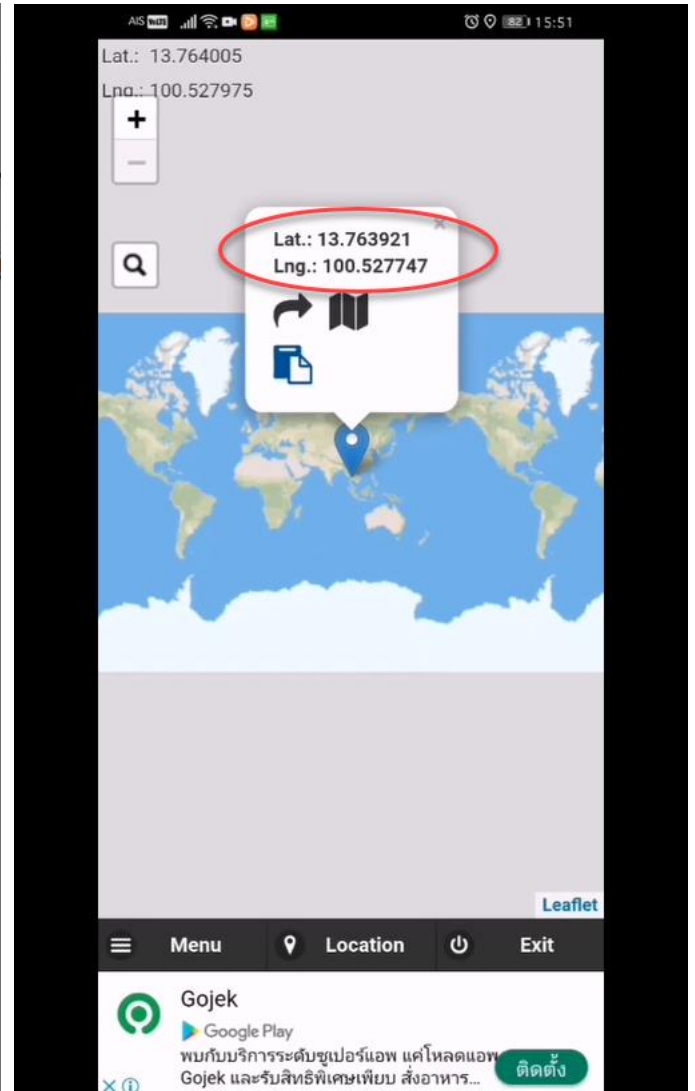 AIS VoLTE 82 15:51
Lat.: 13.764005
Lng.: 100.527975
+
−
×
Lat.: 13.763921
Lng.: 100.527747
Leaflet
Menu Location Exit
Gojek
Google Play
พบกับบริการระดับซูเปอร์แอพ แค่โหลดแอพ
Gojek และรับสิทธิพิเศษเพียบ สั่งอาหาร...
ติดตั้ง